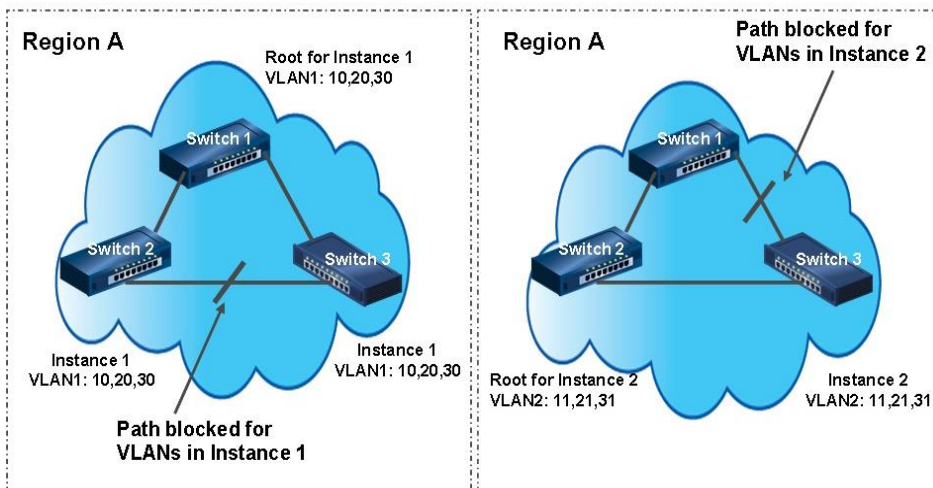 Region A
Root for Instance 1
VLAN1: 10,20,30
Switch 1
Switch 2
Switch 3
Instance 1
VLAN1: 10,20,30
Instance 1
VLAN1: 10,20,30
Path blocked for
VLANs in Instance 1
Region A
Path blocked for
VLANs in Instance 2
Switch 1
Switch 2
Switch 3
Root for Instance 2
VLAN2: 11,21,31
Instance 2
VLAN2: 11,21,31